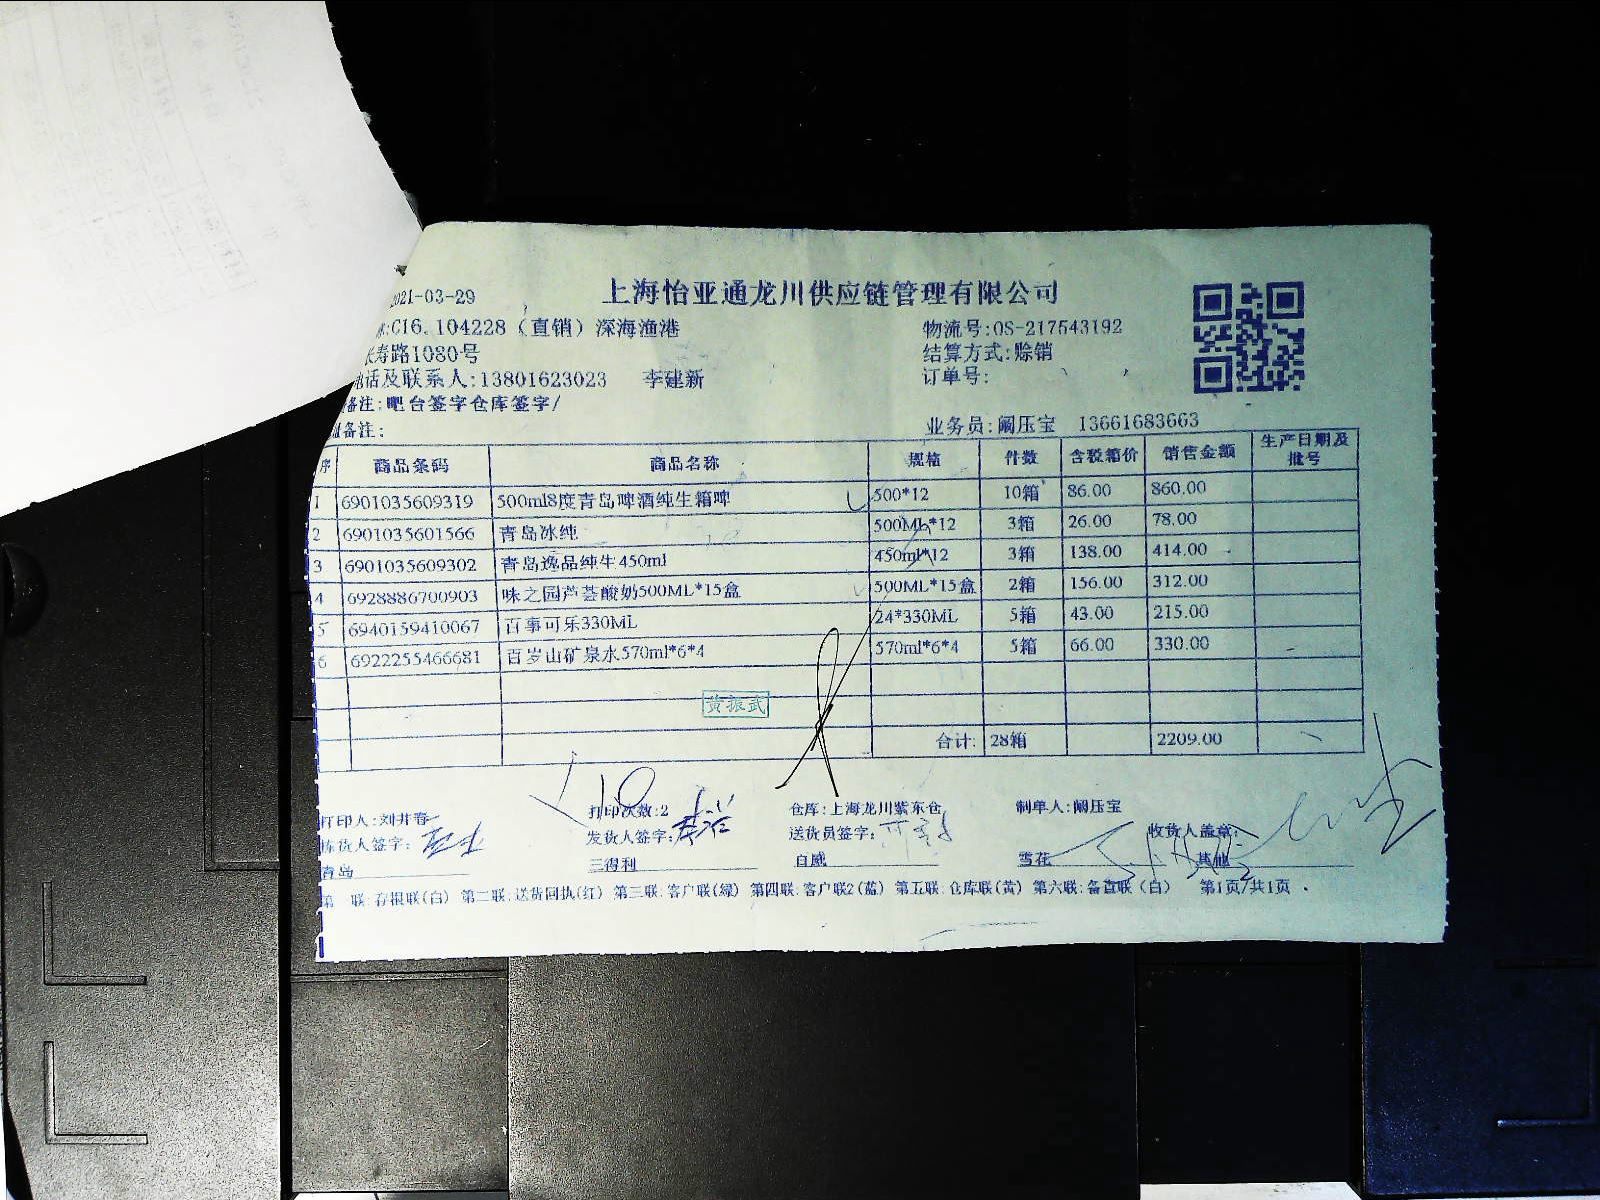 021-03-29
上海怡亚通龙川供应链管理有限公司
:C16.104228（直销）深海渔港
物流号:OS-217543192
长寿路1080号
结算方式:赊销
电话及联系人:13801623023 李建新
订单号:
备注:吧台签字仓库签字/
备注:
业务员:阚压宝 13661683663
序 商品条码 商品名称 规格 件数 含税箱价 销售金额 生产日期及批号
1 6901035609319 500ml8度青岛啤酒纯生箱啤 500*12 10箱 86.00 860.00
2 6901035601566 青岛冰纯 500ML*12 3箱 26.00 78.00
3 6901035609302 青岛逸品纯生450ml 450ml*12 3箱 138.00 414.00
4 6928886700903 味之园芦荟酸奶500ML*15盒 500ML*15盒 2箱 156.00 312.00
5 6940159410067 百事可乐330ML 24*330ML 5箱 43.00 215.00
6 6922255466681 百岁山矿泉水570ml*6*4 570ml*6*4 5箱 66.00 330.00
黄振武
合计: 28箱 2209.00
打印人:刘井春 打印次数:2 仓库:上海龙川紫东仓 制单人:阚压宝
拣货人签字: 发货人签字: 送货员签字: 收货人盖章:
青岛 三得利 百威 雪花 其他
第 联:存根联(白) 第二联:送货回执(红) 第三联:客户联(绿) 第四联:客户联2(蓝) 第五联:仓库联(黄) 第六联:备查联(白) 第1页/共1页